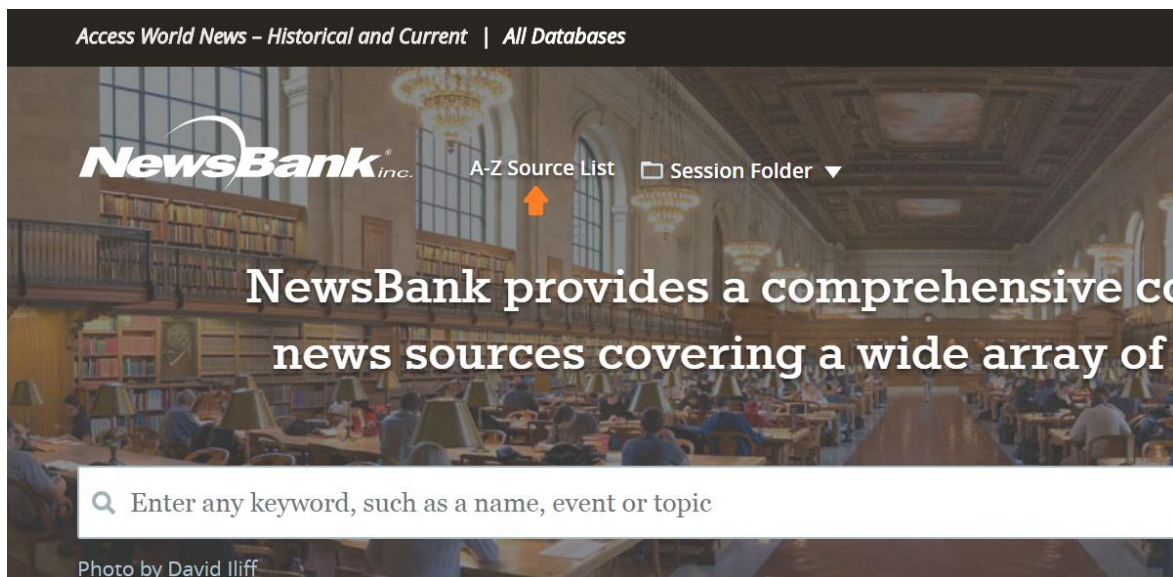 Access World News – Historical and Current | All Databases
NewsBank® inc.
A-Z Source List
Session Folder ▼
NewsBank provides a comprehensive co
news sources covering a wide array of
Enter any keyword, such as a name, event or topic
Photo by David Iliff